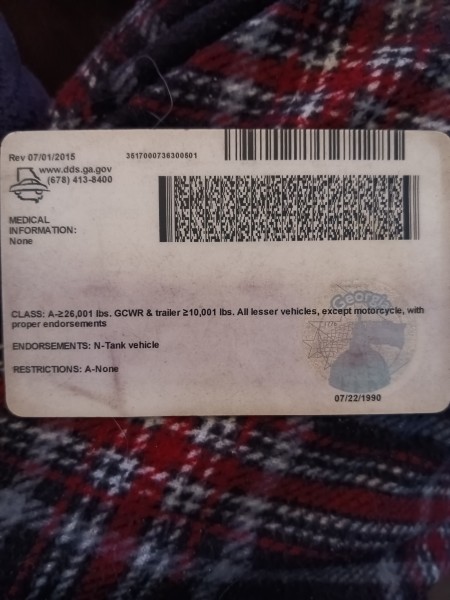 Rev 07/01/2015
3517000736300501
www.dds.ga.gov
(678) 413-8400
MEDICAL
INFORMATION:
None
Georgia
CLASS: A-≥26,001 lbs. GCWR & trailer ≥10,001 lbs. All lesser vehicles, except motorcycle, with
proper endorsements
ENDORSEMENTS: N-Tank vehicle
RESTRICTIONS: A-None
07/22/1990